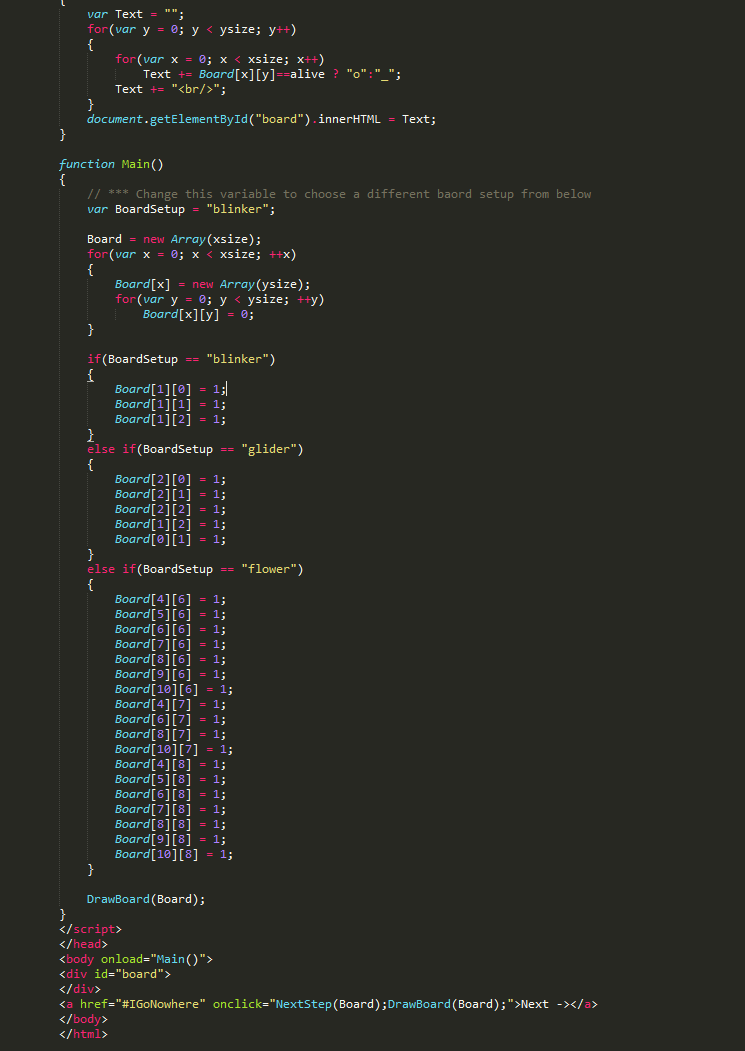 {
var Text = "";
for(var y = 0; y < ysize; y++)
{
for(var x = 0; x < xsize; x++)
Text += Board[x][y]==alive ? "o":"_";
Text += "<br/>";
}
document.getElementById("board").innerHTML = Text;
}
function Main()
{
// *** Change this variable to choose a different baord setup from below
var BoardSetup = "blinker";
Board = new Array(xsize);
for(var x = 0; x < xsize; ++x)
{
Board[x] = new Array(ysize);
for(var y = 0; y < ysize; ++y)
Board[x][y] = 0;
}
if(BoardSetup == "blinker")
{
Board[1][0] = 1;
Board[1][1] = 1;
Board[1][2] = 1;
}
else if(BoardSetup == "glider")
{
Board[2][0] = 1;
Board[2][1] = 1;
Board[2][2] = 1;
Board[1][2] = 1;
Board[0][1] = 1;
}
else if(BoardSetup == "flower")
{
Board[4][6] = 1;
Board[5][6] = 1;
Board[6][6] = 1;
Board[7][6] = 1;
Board[8][6] = 1;
Board[9][6] = 1;
Board[10][6] = 1;
Board[4][7] = 1;
Board[6][7] = 1;
Board[8][7] = 1;
Board[10][7] = 1;
Board[4][8] = 1;
Board[5][8] = 1;
Board[6][8] = 1;
Board[7][8] = 1;
Board[8][8] = 1;
Board[9][8] = 1;
Board[10][8] = 1;
}
DrawBoard(Board);
}
</script>
</head>
<body onload="Main()">
<div id="board">
</div>
<a href="#IGoNowhere" onclick="NextStep(Board);DrawBoard(Board);">Next -></a>
</body>
</html>